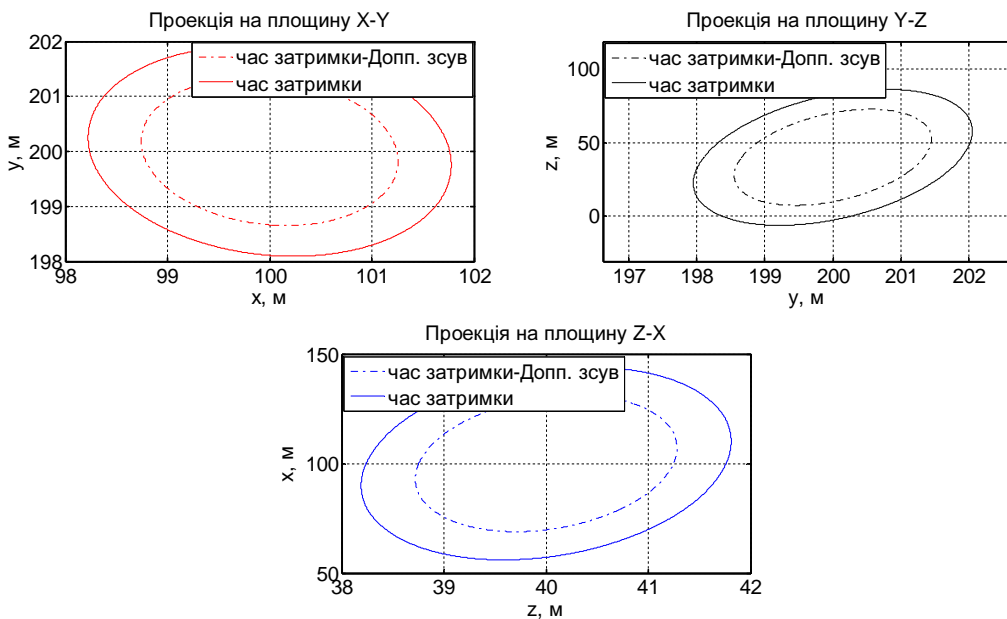 Проекція на площину X-Y
202
201
200
199
198
y, м
час затримки-Допп. зсув
час затримки
98
99
100
101
102
x, м
Проекція на площину Y-Z
100
50
0
z, м
час затримки-Допп. зсув
час затримки
197
198
199
200
201
202
y, м
Проекція на площину Z-X
150
100
50
x, м
час затримки-Допп. зсув
час затримки
38
39
40
41
42
z, м